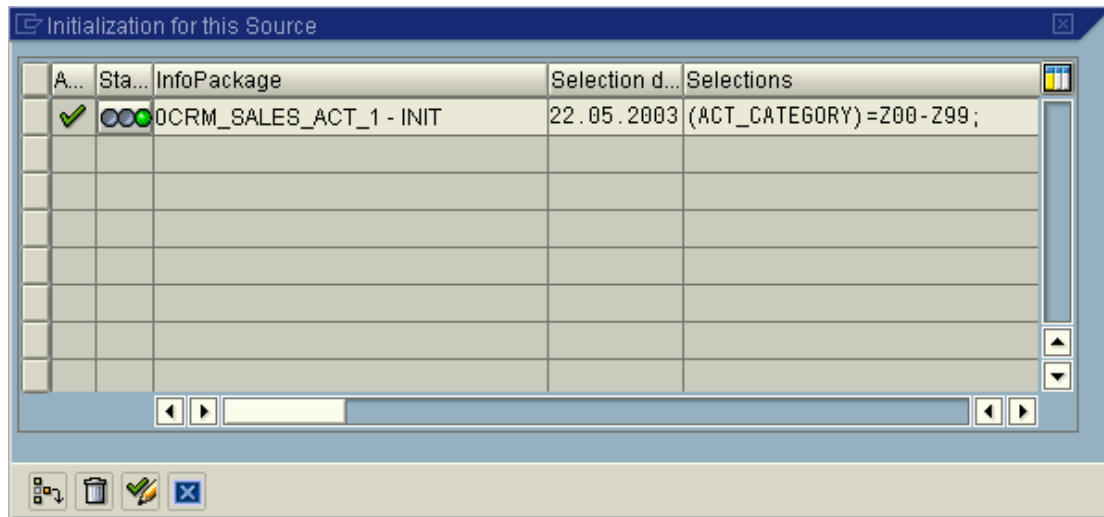 Initialization for this Source
A... Sta... InfoPackage Selection d... Selections
0CRM_SALES_ACT_1 - INIT 22.05.2003 (ACT_CATEGORY)=Z00-Z99;